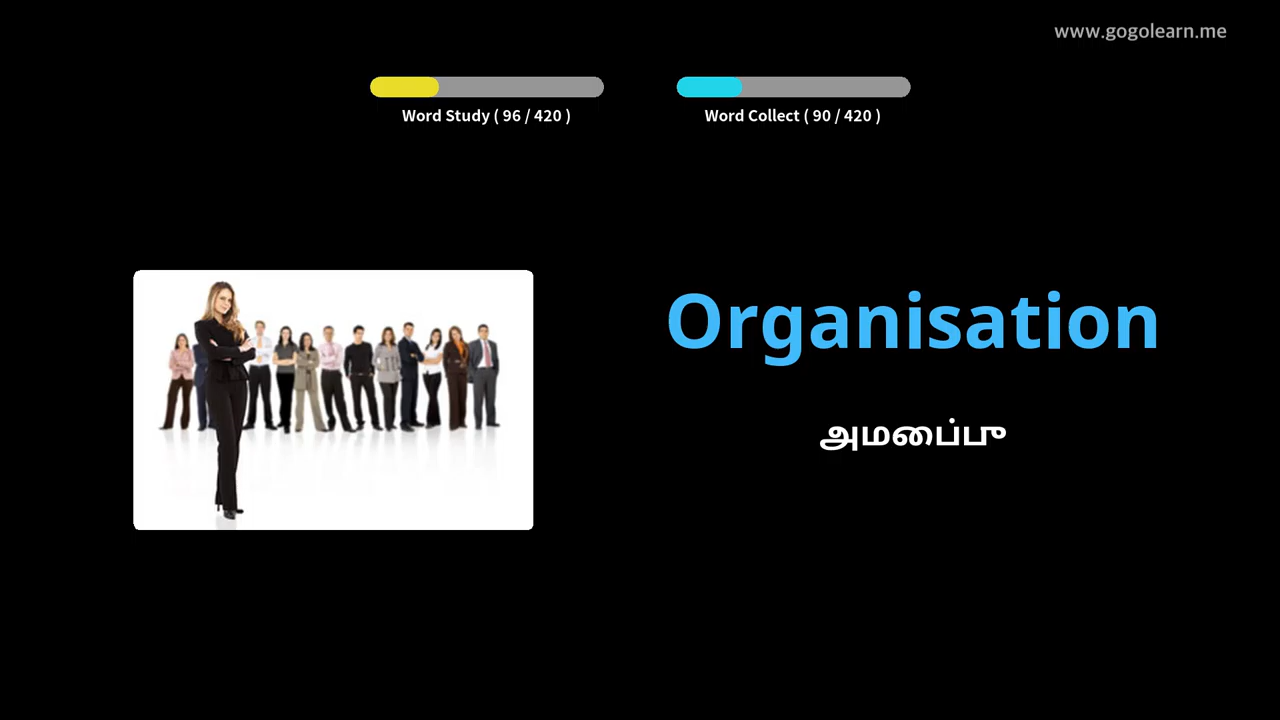 www.gogolearn.me
Word Study ( 96 / 420 )
Word Collect ( 90 / 420 )
Organisation
அமைப்பு